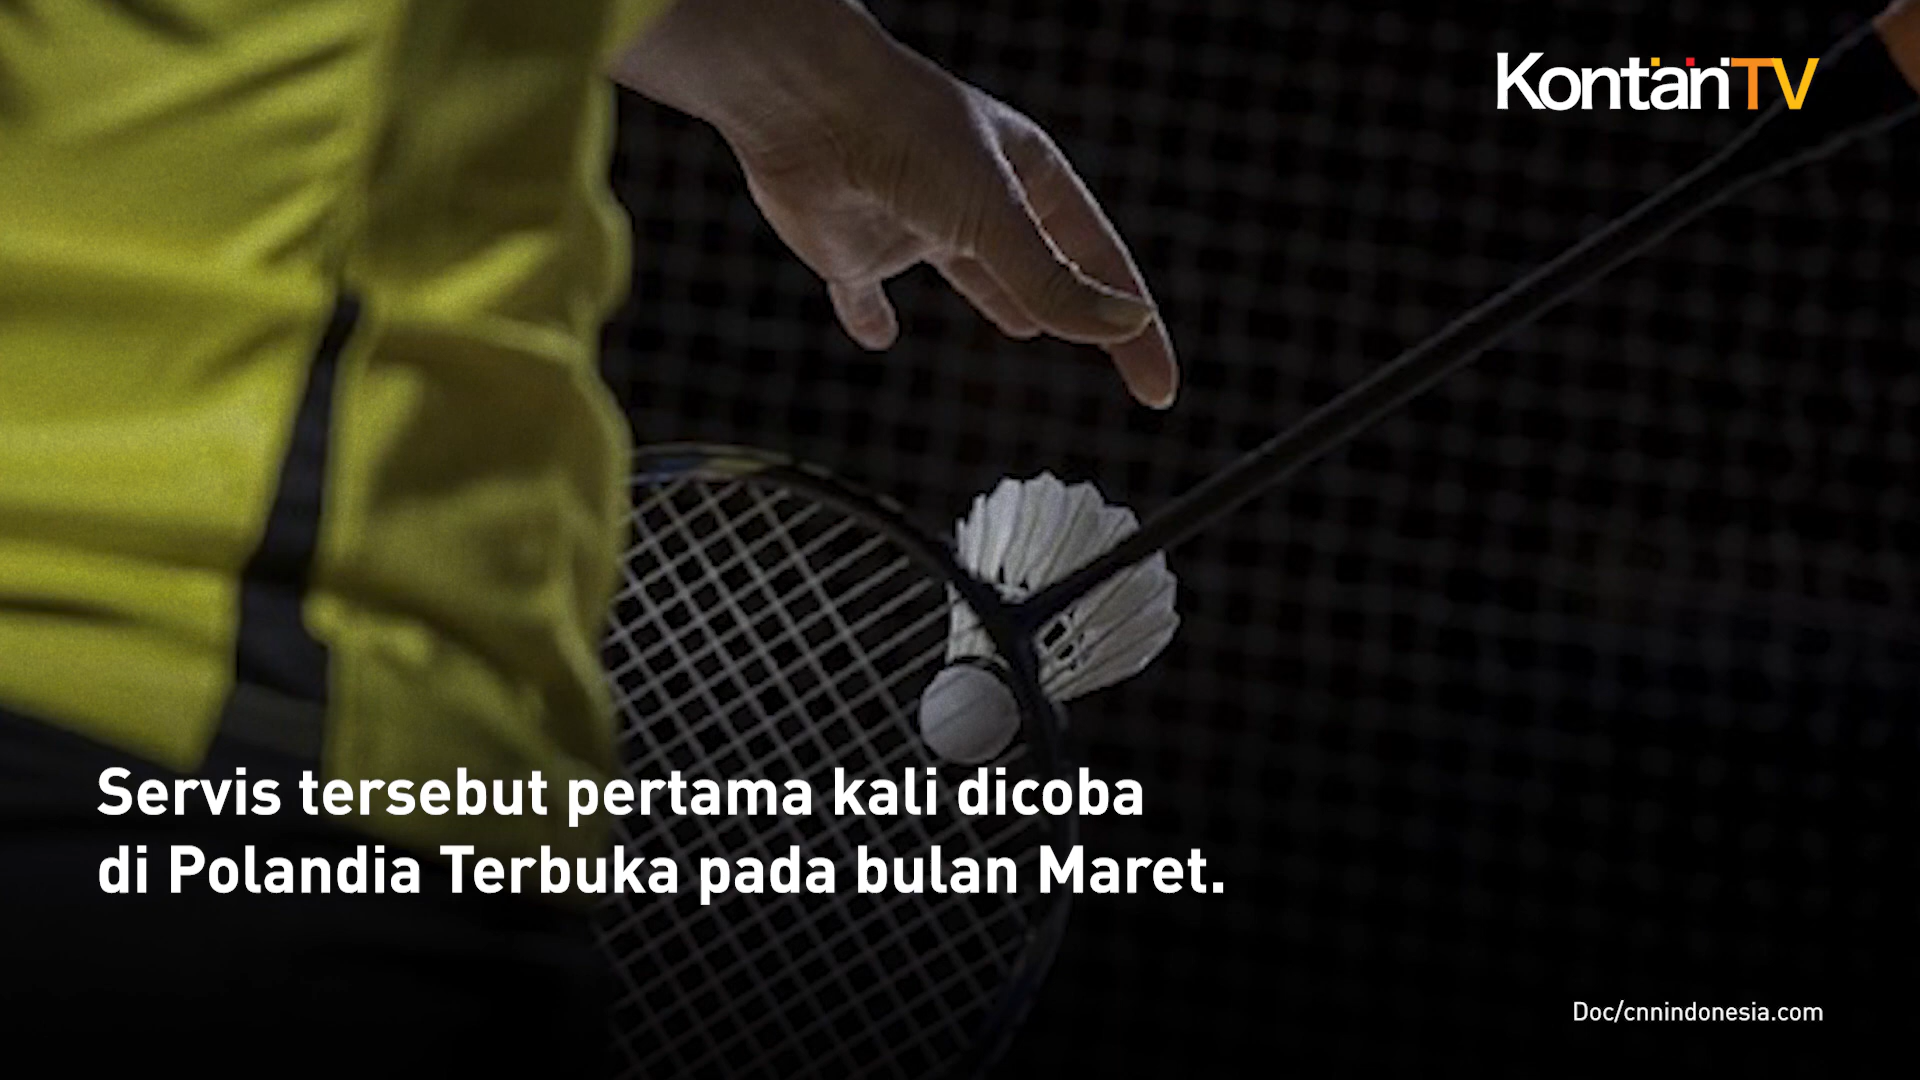 KontanTV
Servis tersebut pertama kali dicoba
di Polandia Terbuka pada bulan Maret.
Doc/cnnindonesia.com